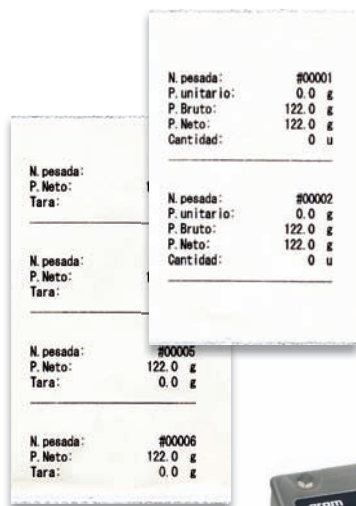 N. pesada: #00001
P. unitario: 0.0 g
P. Bruto: 122.0 g
P. Neto: 122.0 g
Cantidad: 0 u
N. pesada: #00002
P. unitario: 0.0 g
P. Bruto: 122.0 g
P. Neto: 122.0 g
Cantidad: 0 u
N. pesada:
P. Neto:
Tara:
N. pesada:
P. Neto:
Tara:
N. pesada: #00005
P. Neto: 122.0 g
Tara: 0.0 g
N. pesada: #00006
P. Neto: 122.0 g
Tara: 0.0 g
gram